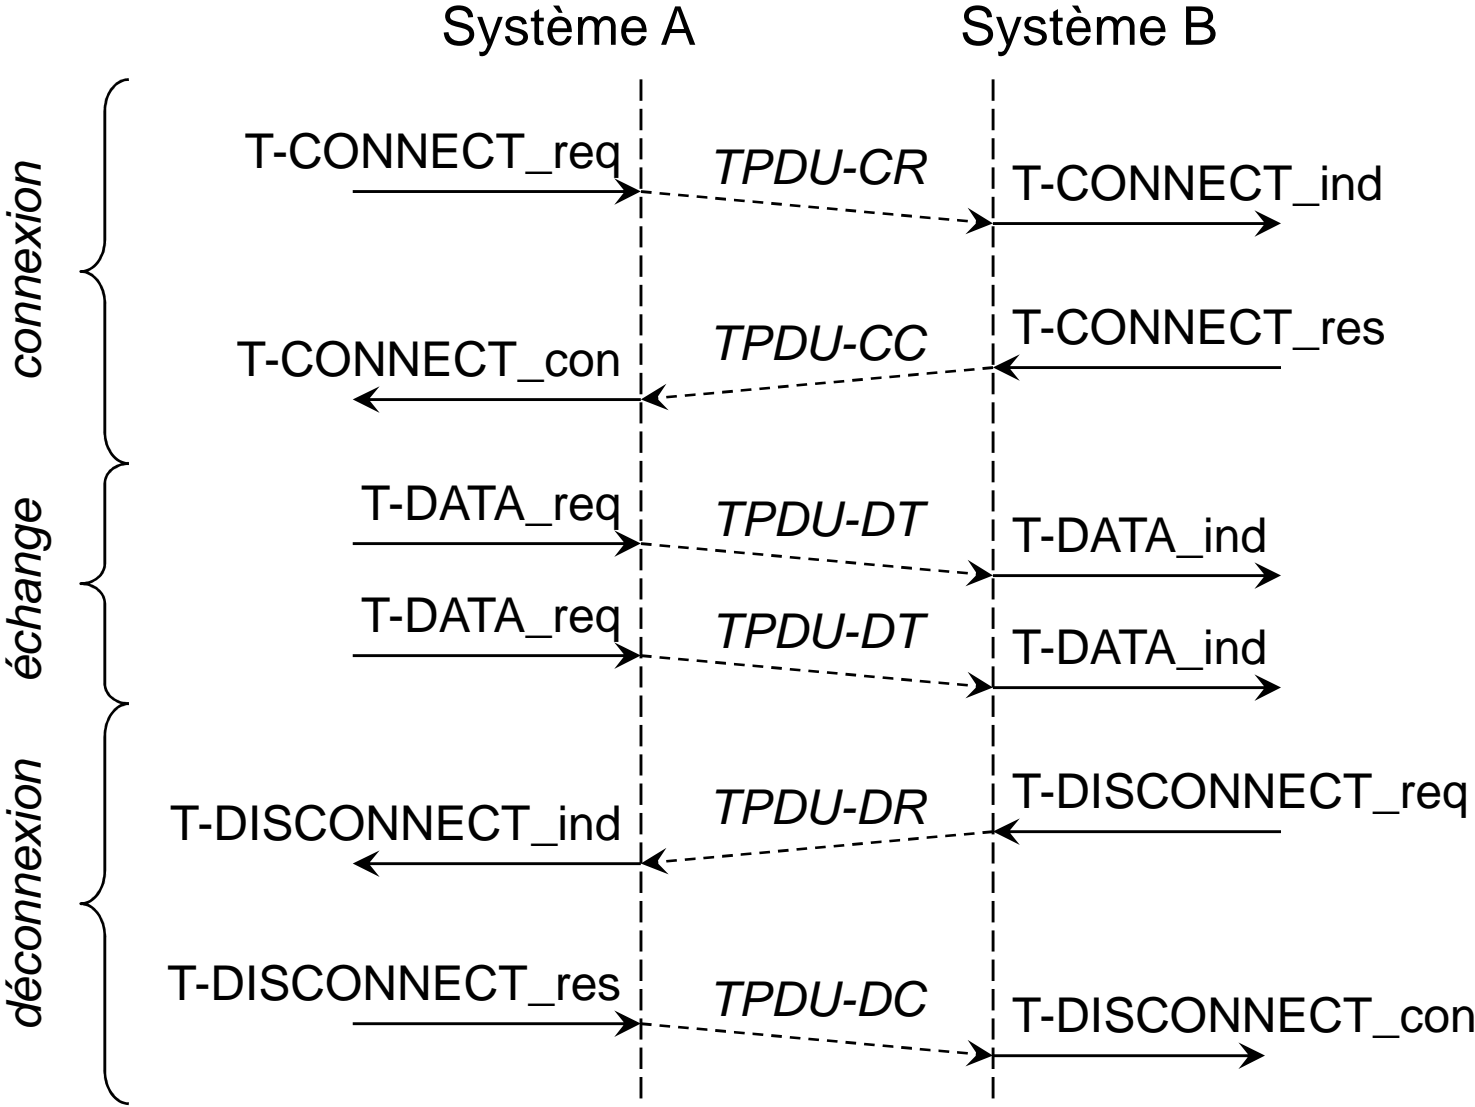 Système A
Système B
connexion
T-CONNECT_req
TPDU-CR
T-CONNECT_ind
T-CONNECT_con
TPDU-CC
T-CONNECT_res
échange
T-DATA_req
TPDU-DT
T-DATA_ind
T-DATA_req
TPDU-DT
T-DATA_ind
déconnexion
T-DISCONNECT_ind
TPDU-DR
T-DISCONNECT_req
T-DISCONNECT_res
TPDU-DC
T-DISCONNECT_con